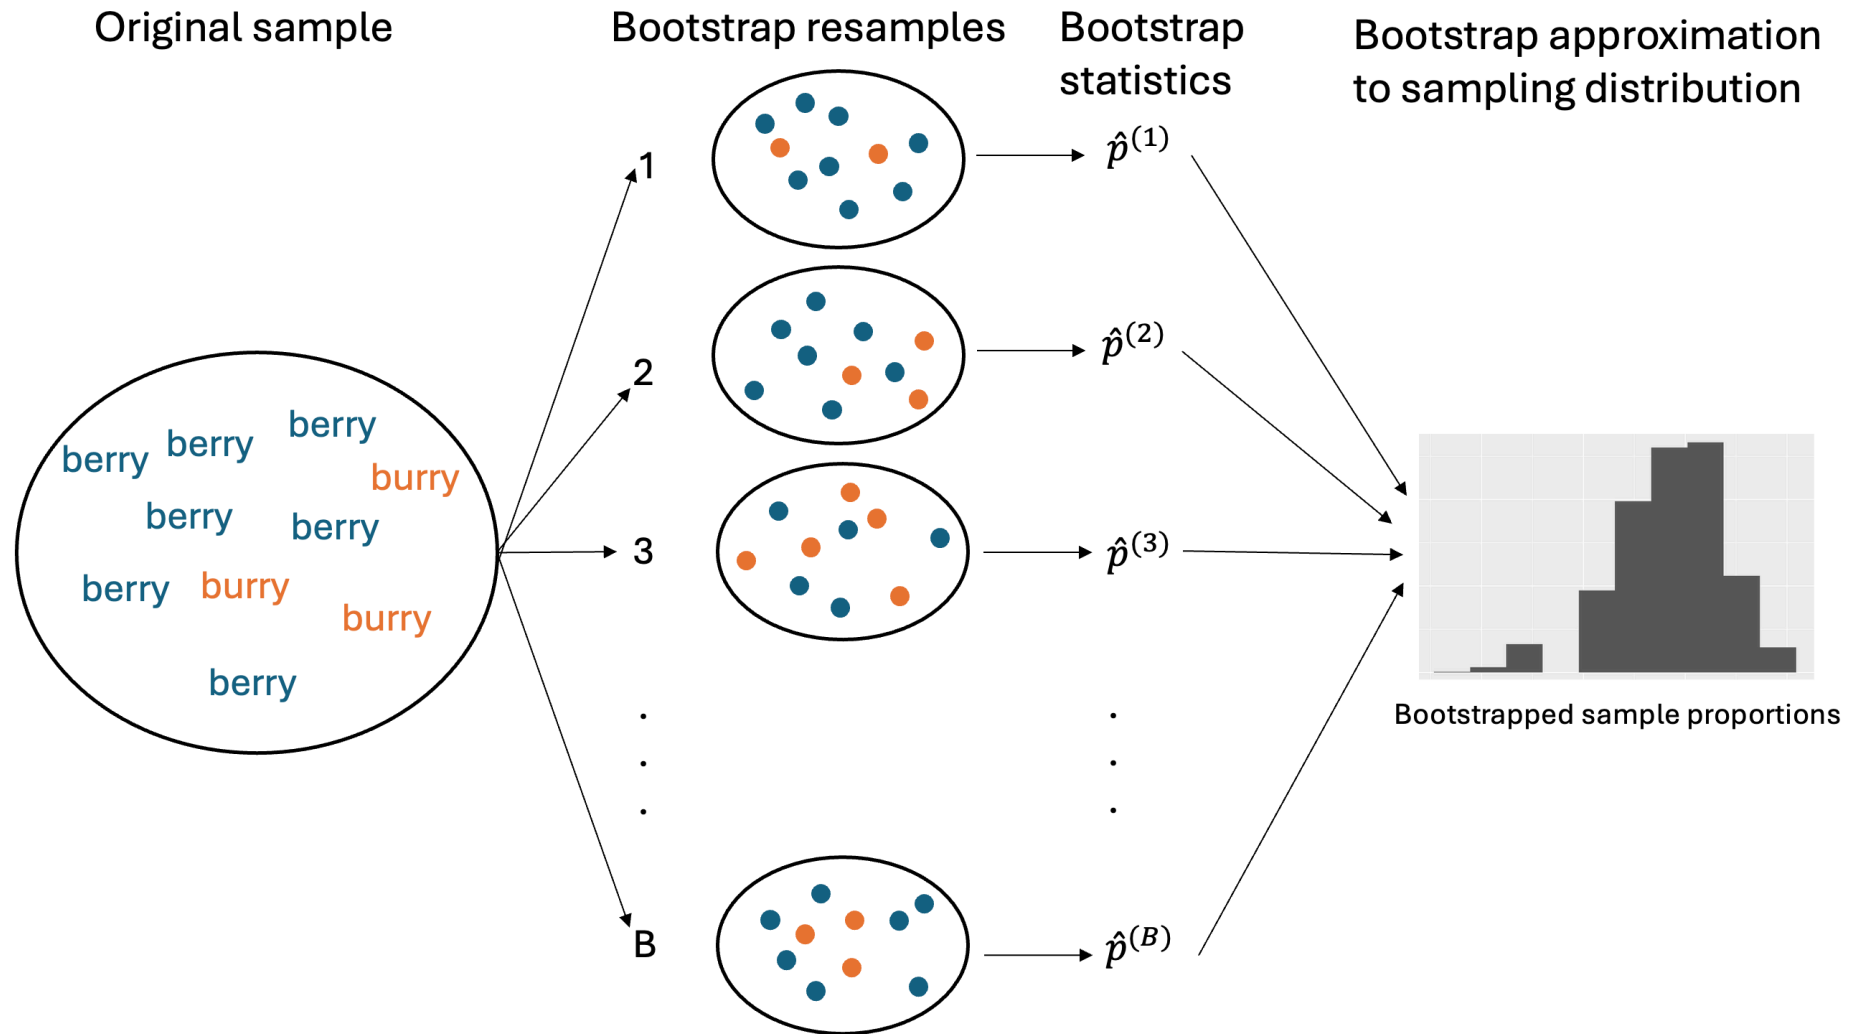 Original sample
Bootstrap resamples
Bootstrap
statistics
Bootstrap approximation
to sampling distribution
berry
berry
berry
burry
berry
berry
berry
burry
burry
berry
1
2
3
.
.
.
B
p̂⁽¹⁾
p̂⁽²⁾
p̂⁽³⁾
.
.
.
p̂⁽ᴮ⁾
Bootstrapped sample proportions